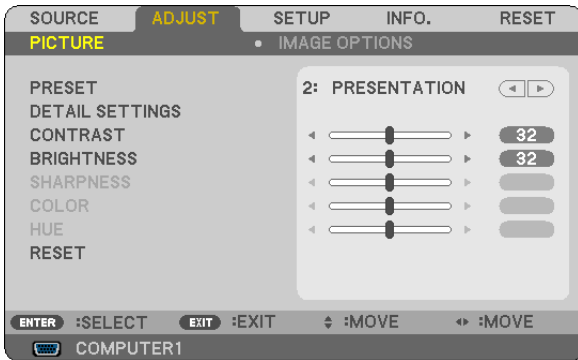 SOURCE ADJUST SETUP INFO. RESET
PICTURE • IMAGE OPTIONS
PRESET 2: PRESENTATION
DETAIL SETTINGS
CONTRAST 32
BRIGHTNESS 32
SHARPNESS
COLOR
HUE
RESET
ENTER :SELECT EXIT :EXIT :MOVE :MOVE
COMPUTER1